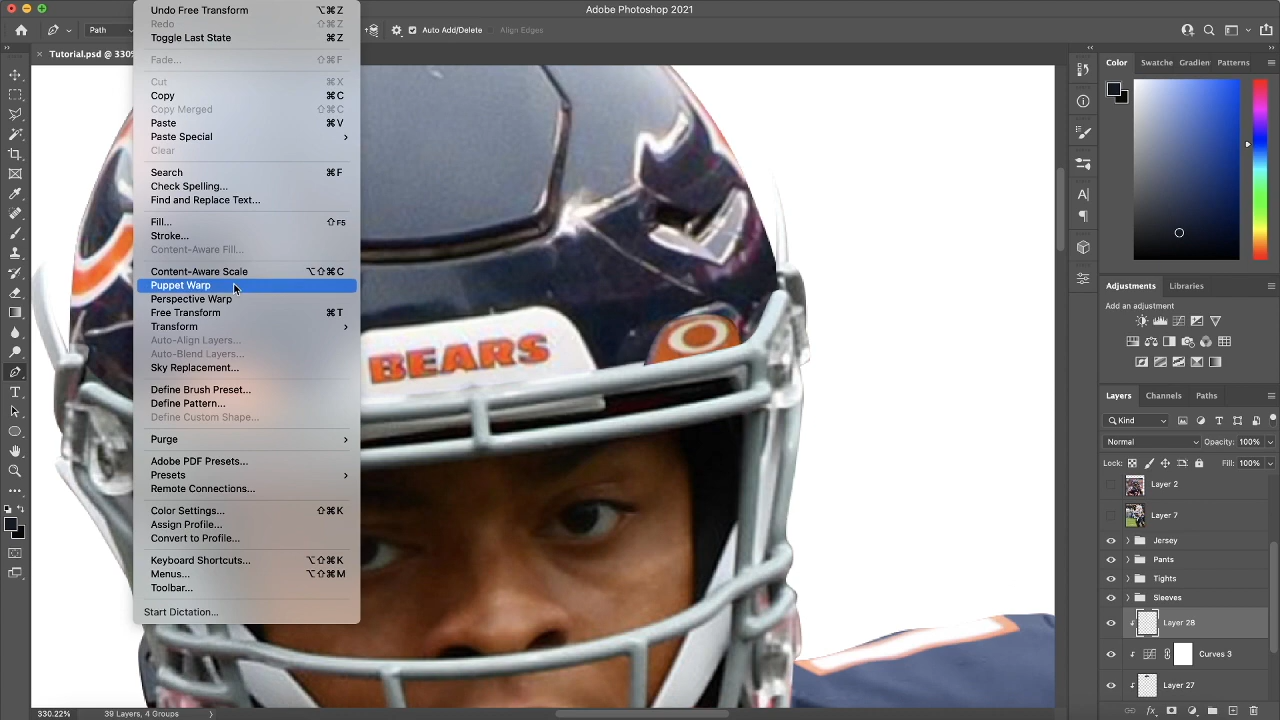 Adobe Photoshop 2021
Path
Auto Add/Delete
Align Edges
Tutorial.psd @ 330%
Undo Free Transform ⌥⌘Z
Redo ⇧⌘Z
Toggle Last State ⌘Z
Fade... ⇧⌘F
Cut ⌘X
Copy ⌘C
Copy Merged ⇧⌘C
Paste ⌘V
Paste Special
Clear
Search ⌘F
Check Spelling...
Find and Replace Text...
Fill... ⇧F5
Stroke...
Content-Aware Fill...
Content-Aware Scale ⌥⇧⌘C
Puppet Warp
Perspective Warp
Free Transform ⌘T
Transform
Auto-Align Layers...
Auto-Blend Layers...
Sky Replacement...
Define Brush Preset...
Define Pattern...
Define Custom Shape...
Purge
Adobe PDF Presets...
Presets
Remote Connections...
Color Settings... ⇧⌘K
Assign Profile...
Convert to Profile...
Keyboard Shortcuts... ⌥⇧⌘K
Menus... ⌥⇧⌘M
Toolbar...
Start Dictation...
BEARS
Color Swatche Gradien Patterns
Adjustments Libraries
Add an adjustment
Layers Channels Paths
Kind
Normal Opacity: 100%
Lock: Fill: 100%
Layer 2
Layer 7
Jersey
Pants
Tights
Sleeves
Layer 28
Curves 3
Layer 27
330.22% 39 Layers, 4 Groups